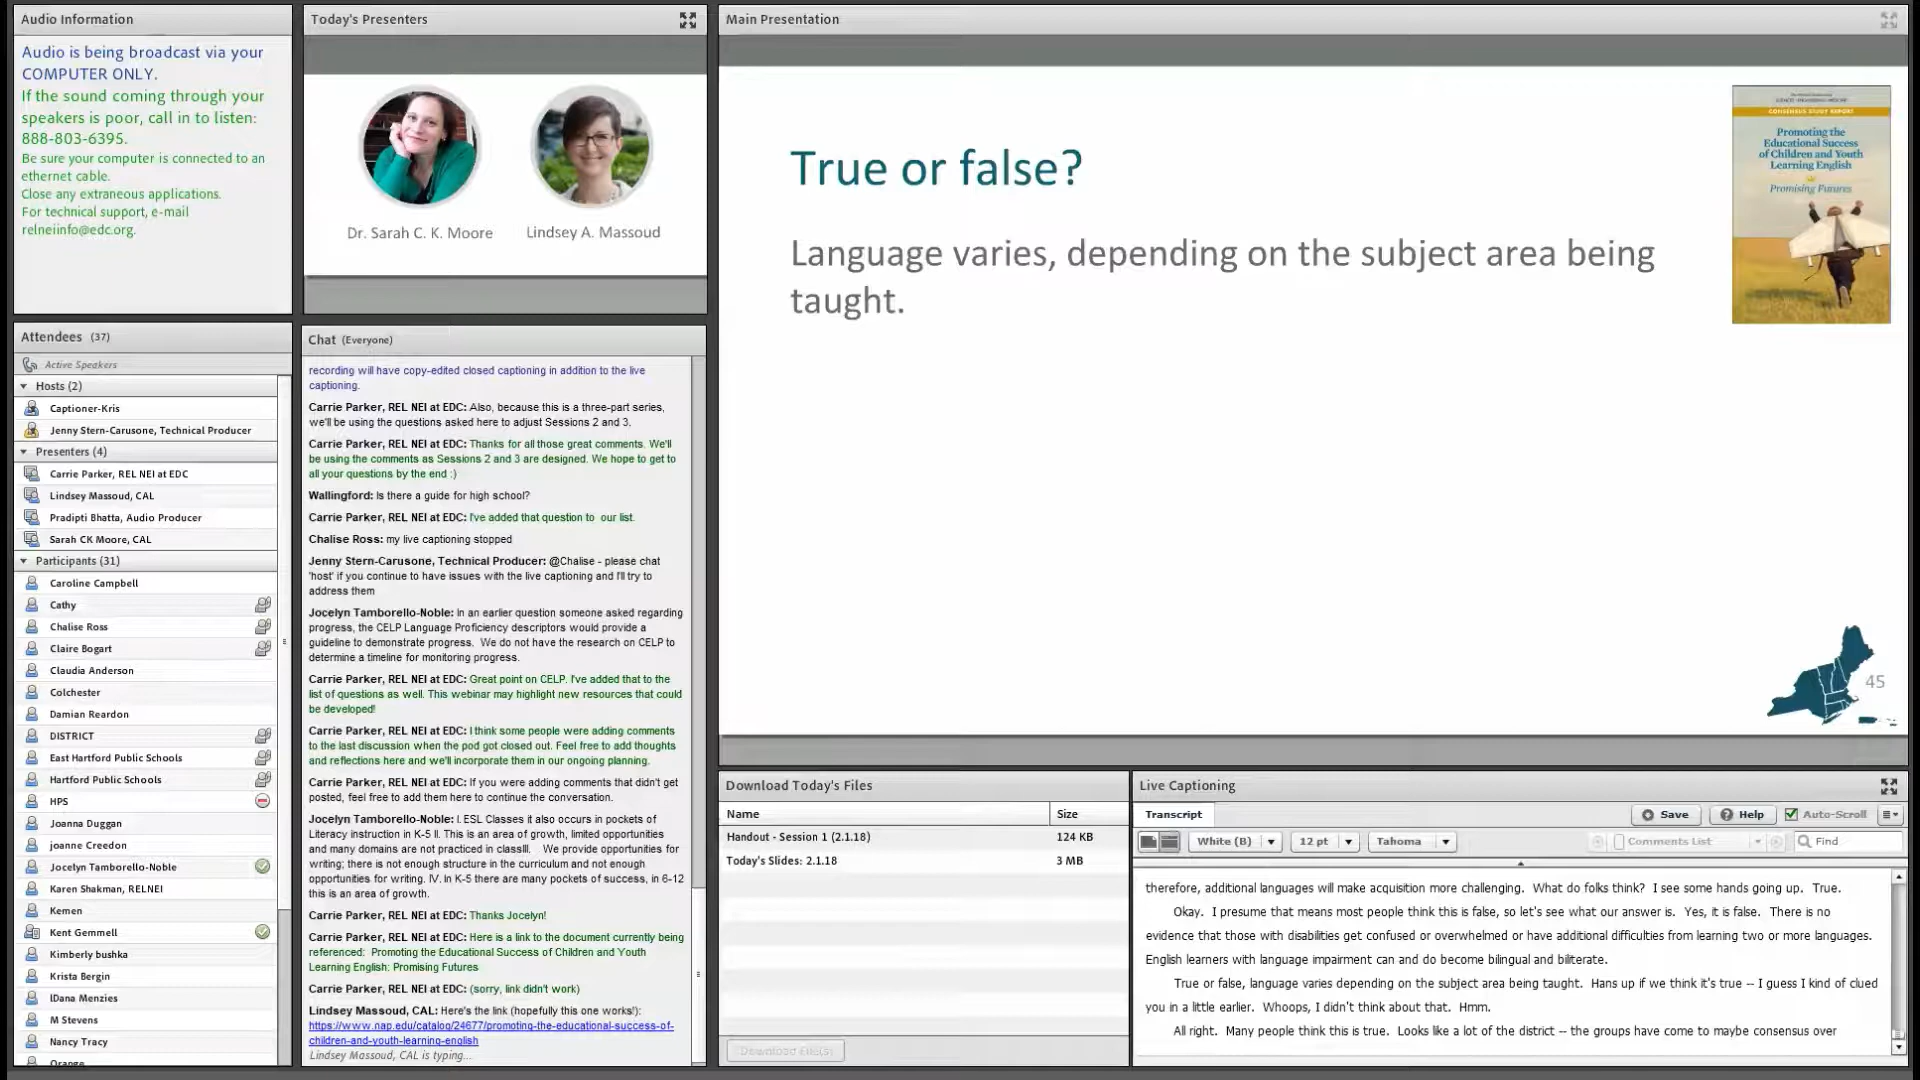 Audio Information
Audio is being broadcast via your
COMPUTER ONLY.
If the sound coming through your
speakers is poor, call in to listen:
888-803-6395.
Be sure your computer is connected to an
ethernet cable.
Close any extraneous applications.
For technical support, e-mail
relneiinfo@edc.org.
Today's Presenters
Dr. Sarah C. K. Moore
Lindsey A. Massoud
Attendees (37)
Active Speakers
Hosts (2)
Captioner-Kris
Jenny Stern-Carusone, Technical Producer
Presenters (4)
Carrie Parker, REL NEI at EDC
Lindsey Massoud, CAL
Pradipti Bhatta, Audio Producer
Sarah CK Moore, CAL
Participants (31)
Caroline Campbell
Cathy
Chalise Ross
Claire Bogart
Claudia Anderson
Colchester
Damian Reardon
DISTRICT
East Hartford Public Schools
Hartford Public Schools
HPS
Joanna Duggan
joanne Creedon
Jocelyn Tamborello-Noble
Karen Shakman, RELNEI
Kemen
Kent Gemmell
Kimberly bushka
Krista Bergin
lDana Menzies
M Stevens
Nancy Tracy
Orange
Chat (Everyone)
recording will have copy-edited closed captioning in addition to the live
captioning.
Carrie Parker, REL NEI at EDC: Also, because this is a three-part series,
we'll be using the questions asked here to adjust Sessions 2 and 3.
Carrie Parker, REL NEI at EDC: Thanks for all those great comments. We'll
be using the comments as Sessions 2 and 3 are designed. We hope to get to
all your questions by the end :)
Wallingford: Is there a guide for high school?
Carrie Parker, REL NEI at EDC: I've added that question to our list.
Chalise Ross: my live captioning stopped
Jenny Stern-Carusone, Technical Producer: @Chalise - please chat
'host' if you continue to have issues with the live captioning and I'll try to
address them
Jocelyn Tamborello-Noble: In an earlier question someone asked regarding
progress, the CELP Language Proficiency descriptors would provide a
guideline to demonstrate progress. We do not have the research on CELP to
determine a timeline for monitoring progress.
Carrie Parker, REL NEI at EDC: Great point on CELP. I've added that to the
list of questions as well. This webinar may highlight new resources that could
be developed!
Carrie Parker, REL NEI at EDC: I think some people were adding comments
to the last discussion when the pod got closed out. Feel free to add thoughts
and reflections here and we'll incorporate them in our ongoing planning.
Carrie Parker, REL NEI at EDC: If you were adding comments that didn't get
posted, feel free to add them here to continue the conversation.
Jocelyn Tamborello-Noble: I. ESL Classes it also occurs in pockets of
Literacy instruction in K-5 II. This is an area of growth, limited opportunities
and many domains are not practiced in classIII. We provide opportunities for
writing; there is not enough structure in the curriculum and not enough
opportunities for writing. IV. In K-5 there are many pockets of success, in 6-12
this is an area of growth.
Carrie Parker, REL NEI at EDC: Thanks Jocelyn!
Carrie Parker, REL NEI at EDC: Here is a link to the document currently being
referenced: Promoting the Educational Success of Children and Youth
Learning English: Promising Futures
Carrie Parker, REL NEI at EDC: (sorry, link didn't work)
Lindsey Massoud, CAL: Here's the link (hopefully this one works!):
https://www.nap.edu/catalog/24677/promoting-the-educational-success-of-
children-and-youth-learning-english
Lindsey Massoud, CAL is typing...
Main Presentation
True or false?
Language varies, depending on the subject area being
taught.
CONSENSUS STUDY REPORT
Promoting the
Educational Success
of Children and Youth
Learning English
Promising Futures
45
Download Today's Files
Name Size
Handout - Session 1 (2.1.18) 124 KB
Today's Slides: 2.1.18 3 MB
Download File(s)
Live Captioning
Transcript
Save Help Auto-Scroll
White (B) 12 pt Tahoma Comments List Find
therefore, additional languages will make acquisition more challenging. What do folks think? I see some hands going up. True.
Okay. I presume that means most people think this is false, so let's see what our answer is. Yes, it is false. There is no
evidence that those with disabilities get confused or overwhelmed or have additional difficulties from learning two or more languages.
English learners with language impairment can and do become bilingual and biliterate.
True or false, language varies depending on the subject area being taught. Hans up if we think it's true -- I guess I kind of clued
you in a little earlier. Whoops, I didn't think about that. Hmm.
All right. Many people think this is true. Looks like a lot of the district -- the groups have come to maybe consensus over